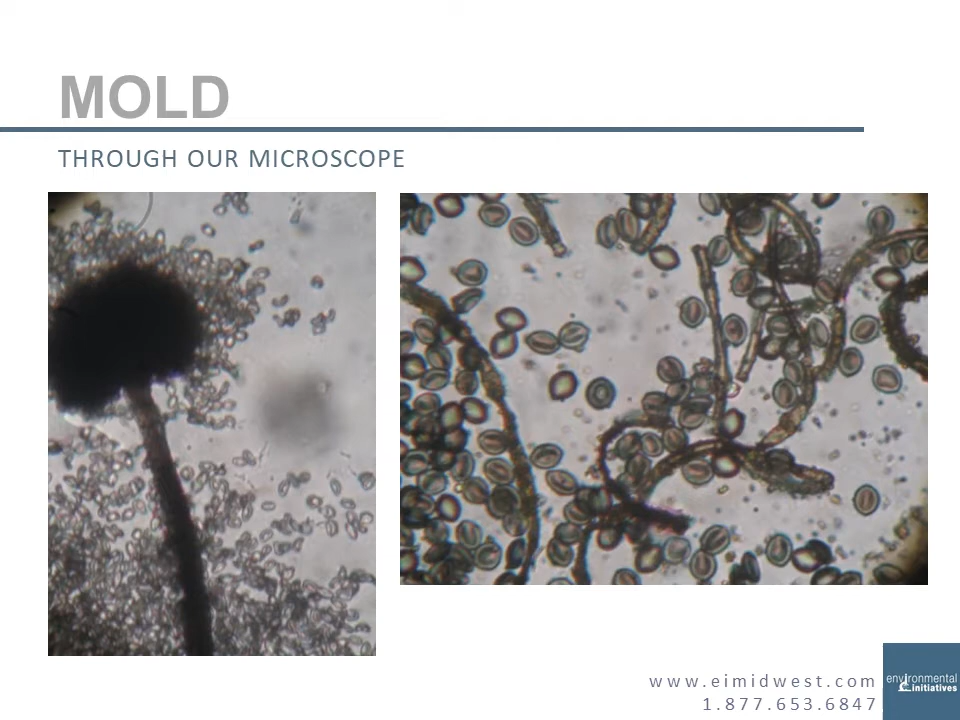 MOLD
THROUGH OUR MICROSCOPE
www.eimidwest.com
1.877.653.6847
environmental
initiatives